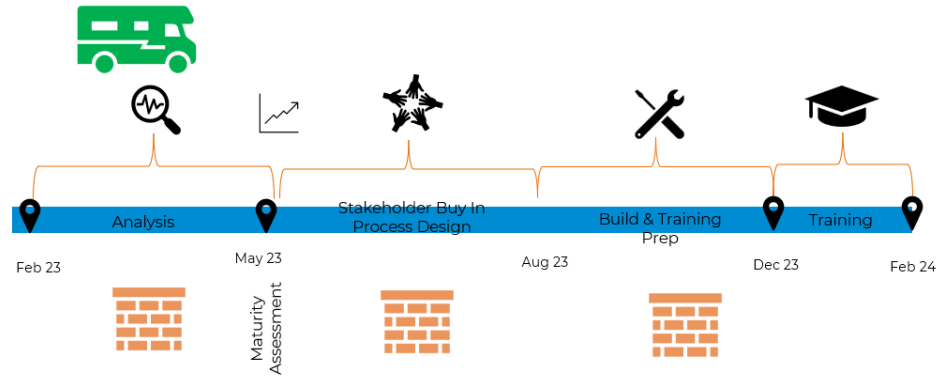 Analysis
Stakeholder Buy In
Process Design
Build & Training
Prep
Training
Feb 23
May 23
Aug 23
Dec 23
Feb 24
Maturity
Assessment